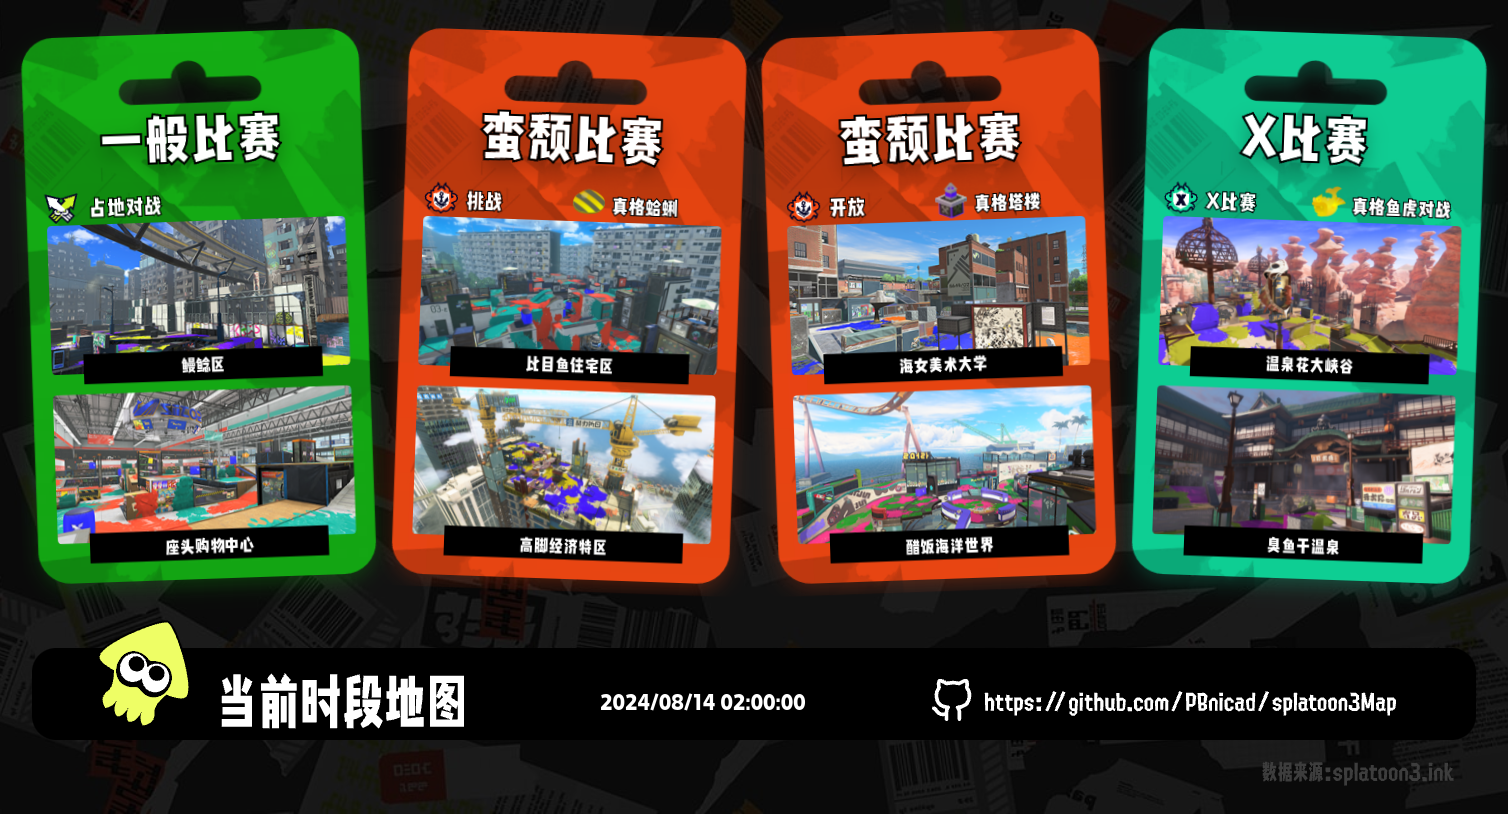 一般比赛
占地对战
鳗鲶区
座头购物中心
蛮颓比赛
挑战
真格蛤蜊
比目鱼住宅区
高脚经济特区
蛮颓比赛
开放
真格塔楼
海女美术大学
醋饭海洋世界
X比赛
X比赛
真格鱼虎对战
温泉花大峡谷
臭鱼干温泉
当前时段地图
2024/08/14 02:00:00
https://github.com/PBnicad/splatoon3Map
数据来源:splatoon3.ink